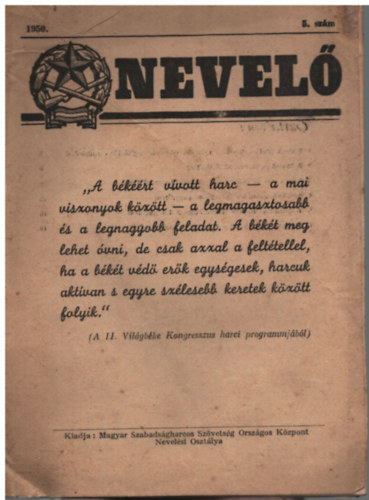 1950.
5. szám
NEVELŐ
„A békéért vívott harc — a mai
viszonyok között — a legmagasztosabb
és a legnagyobb feladat. A békét meg
lehet óvni, de csak azzal a feltétellel,
ha a békét védő erők egységesek, harcuk
aktívan s egyre szélesebb keretek között
folyik."
(A II. Világbéke Kongresszus harci programmjából)
Kiadja: Magyar Szabadságharcos Szövetség Országos Központ
Nevelési Osztálya